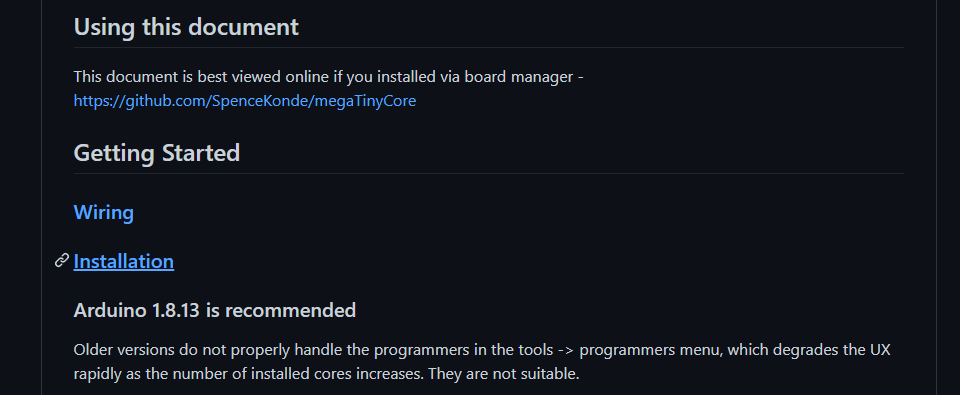 Using this document
This document is best viewed online if you installed via board manager -
https://github.com/SpenceKonde/megaTinyCore
Getting Started
Wiring
Installation
Arduino 1.8.13 is recommended
Older versions do not properly handle the programmers in the tools -> programmers menu, which degrades the UX
rapidly as the number of installed cores increases. They are not suitable.